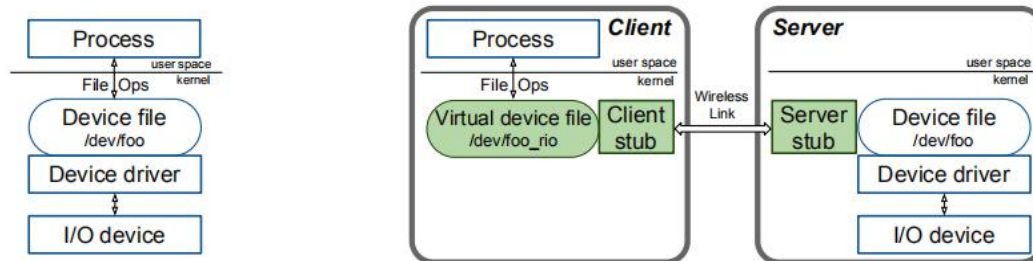 Process
user space
kernel
File Ops
Device file
/dev/foo
Device driver
I/O device
Client
Process
user space
kernel
File Ops
Virtual device file
/dev/foo_rio
Client
stub
Wireless
Link
Server
user space
kernel
Server
stub
Device file
/dev/foo
Device driver
I/O device